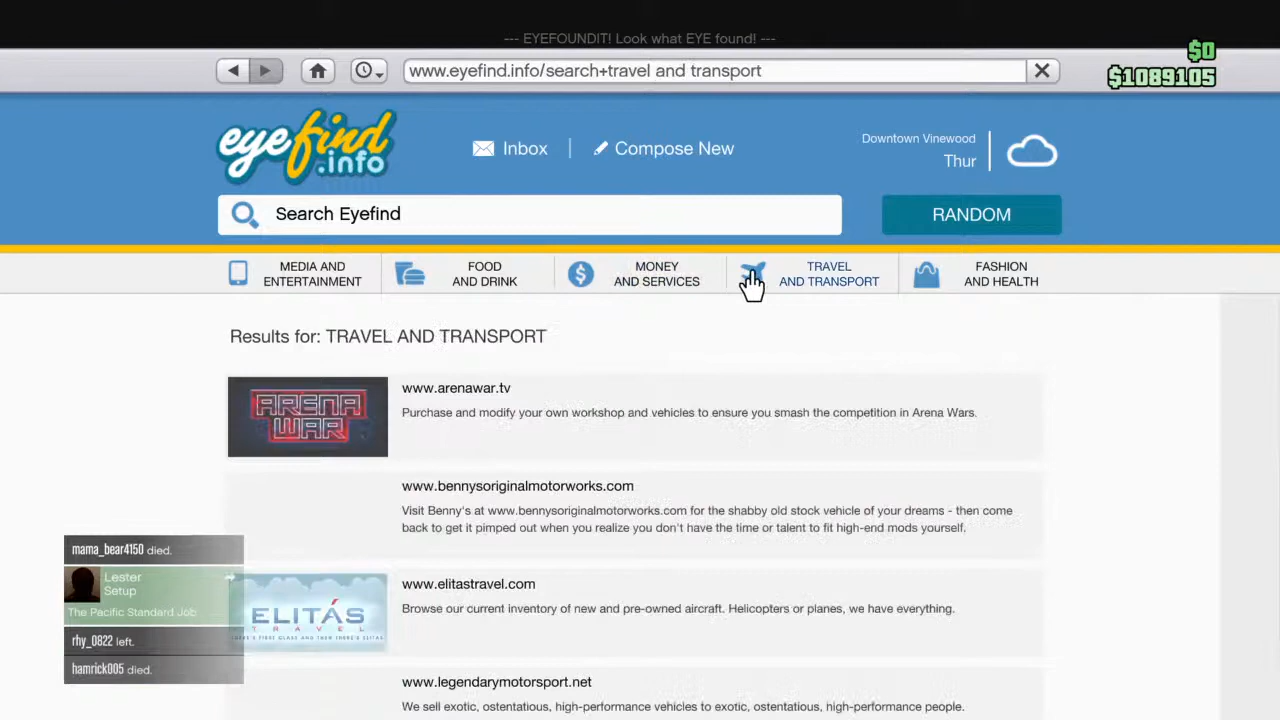 --- EYEFOUNDIT! Look what EYE found! ---
$0
www.eyefind.info/search+travel and transport
$1089105
eyefind
.info
Inbox
Compose New
Downtown Vinewood
Thur
Search Eyefind
RANDOM
MEDIA AND
ENTERTAINMENT
FOOD
AND DRINK
MONEY
AND SERVICES
TRAVEL
AND TRANSPORT
FASHION
AND HEALTH
Results for: TRAVEL AND TRANSPORT
ARENA
WAR
www.arenawar.tv
Purchase and modify your own workshop and vehicles to ensure you smash the competition in Arena Wars.
www.bennysoriginalmotorworks.com
Visit Benny's at www.bennysoriginalmotorworks.com for the shabby old stock vehicle of your dreams - then come
back to get it pimped out when you realize you don't have the time or talent to fit high-end mods yourself.
mama_bear4150 died.
Lester
Setup
The Pacific Standard Job
rhy_0822 left.
hamrick005 died.
ELITÁS
TRAVEL
THERE'S FIRST CLASS AND THEN THERE'S ELITAS
www.elitastravel.com
Browse our current inventory of new and pre-owned aircraft. Helicopters or planes, we have everything.
www.legendarymotorsport.net
We sell exotic, ostentatious, high-performance vehicles to exotic, ostentatious, high-performance people.